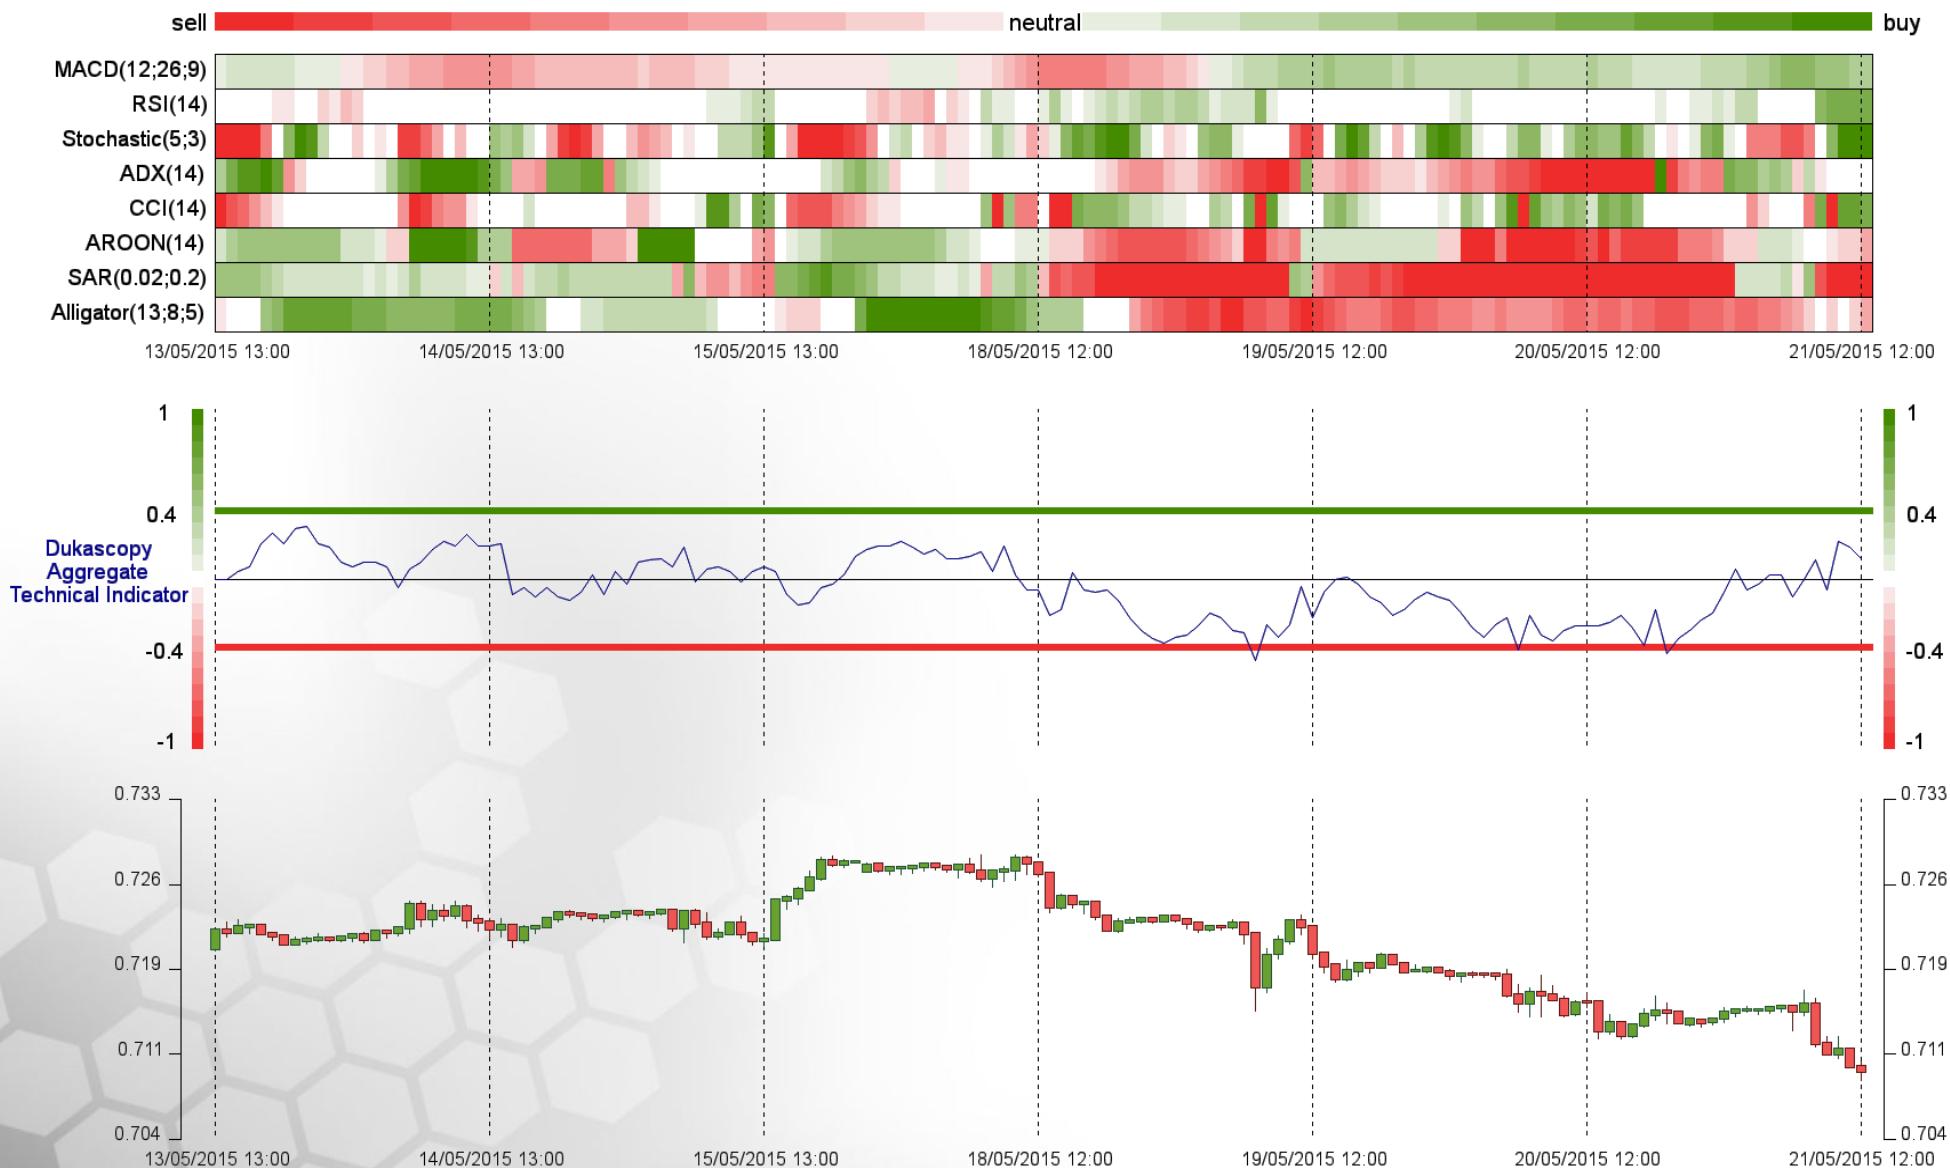 sell neutral buy
MACD(12;26;9)
RSI(14)
Stochastic(5;3)
ADX(14)
CCI(14)
AROON(14)
SAR(0.02;0.2)
Alligator(13;8;5)
13/05/2015 13:00 14/05/2015 13:00 15/05/2015 13:00 18/05/2015 12:00 19/05/2015 12:00 20/05/2015 12:00 21/05/2015 12:00
1 1
0.4 0.4
Dukascopy
Aggregate
Technical Indicator
-0.4 -0.4
-1 -1
0.733 0.733
0.726 0.726
0.719 0.719
0.711 0.711
0.704 0.704
13/05/2015 13:00 14/05/2015 13:00 15/05/2015 13:00 18/05/2015 12:00 19/05/2015 12:00 20/05/2015 12:00 21/05/2015 12:00